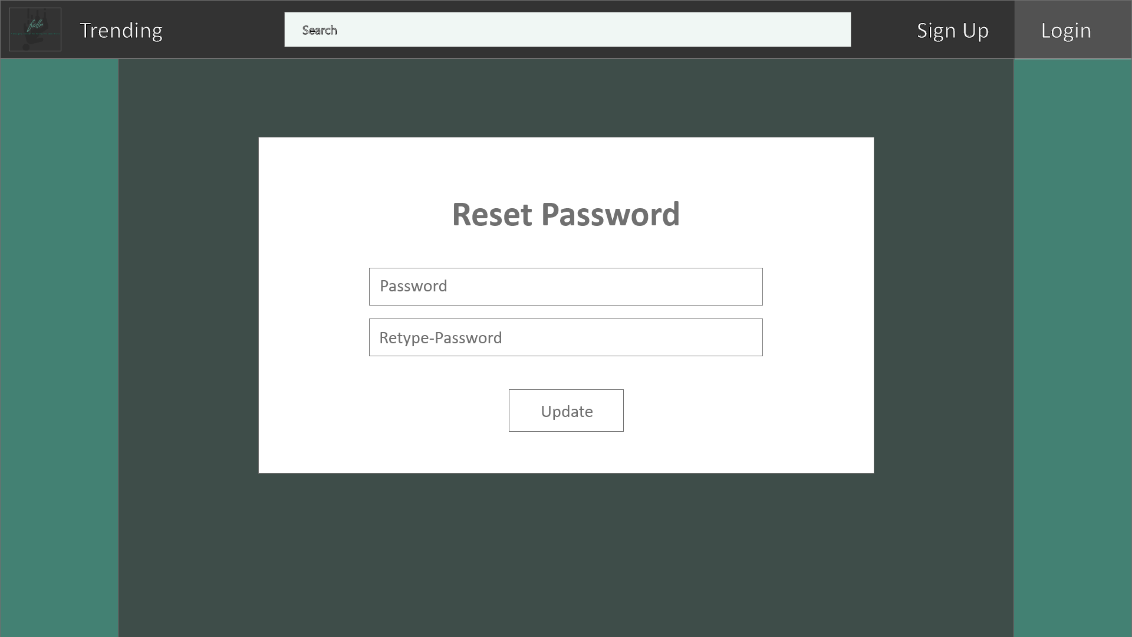 Trending
Search
Sign Up
Login
Reset Password
Password
Retype-Password
Update